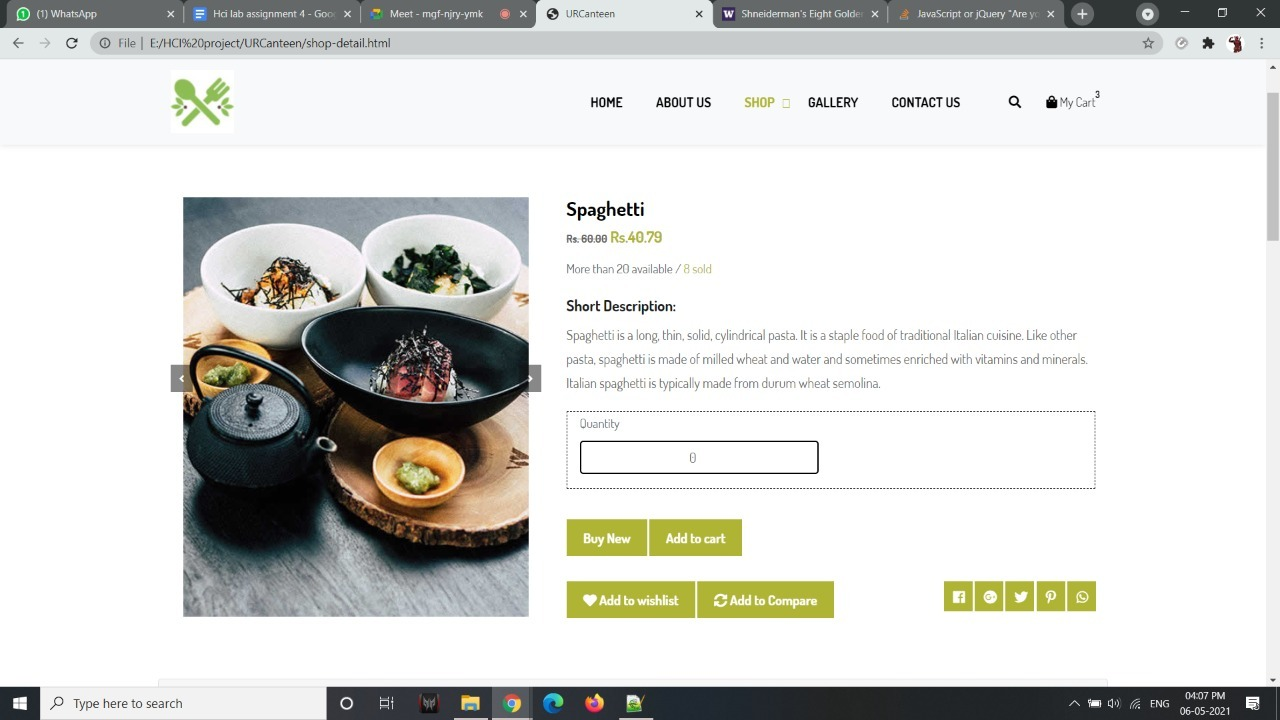 (1) WhatsApp
Hci lab assignment 4 - Goo
Meet - mgf-njry-ymk
URCanteen
Shneiderman's Eight Golden
JavaScript or jQuery "Are yo
File | E:/HCI%20project/URCanteen/shop-detail.html
HOME ABOUT US SHOP GALLERY CONTACT US My Cart 3
Spaghetti
Rs. 60.00 Rs.40.79
More than 20 available / 8 sold
Short Description:
Spaghetti is a long, thin, solid, cylindrical pasta. It is a staple food of traditional Italian cuisine. Like other
pasta, spaghetti is made of milled wheat and water and sometimes enriched with vitamins and minerals.
Italian spaghetti is typically made from durum wheat semolina.
Quantity
0
Buy New Add to cart
Add to wishlist Add to Compare
Type here to search
ENG
04:07 PM
06-05-2021